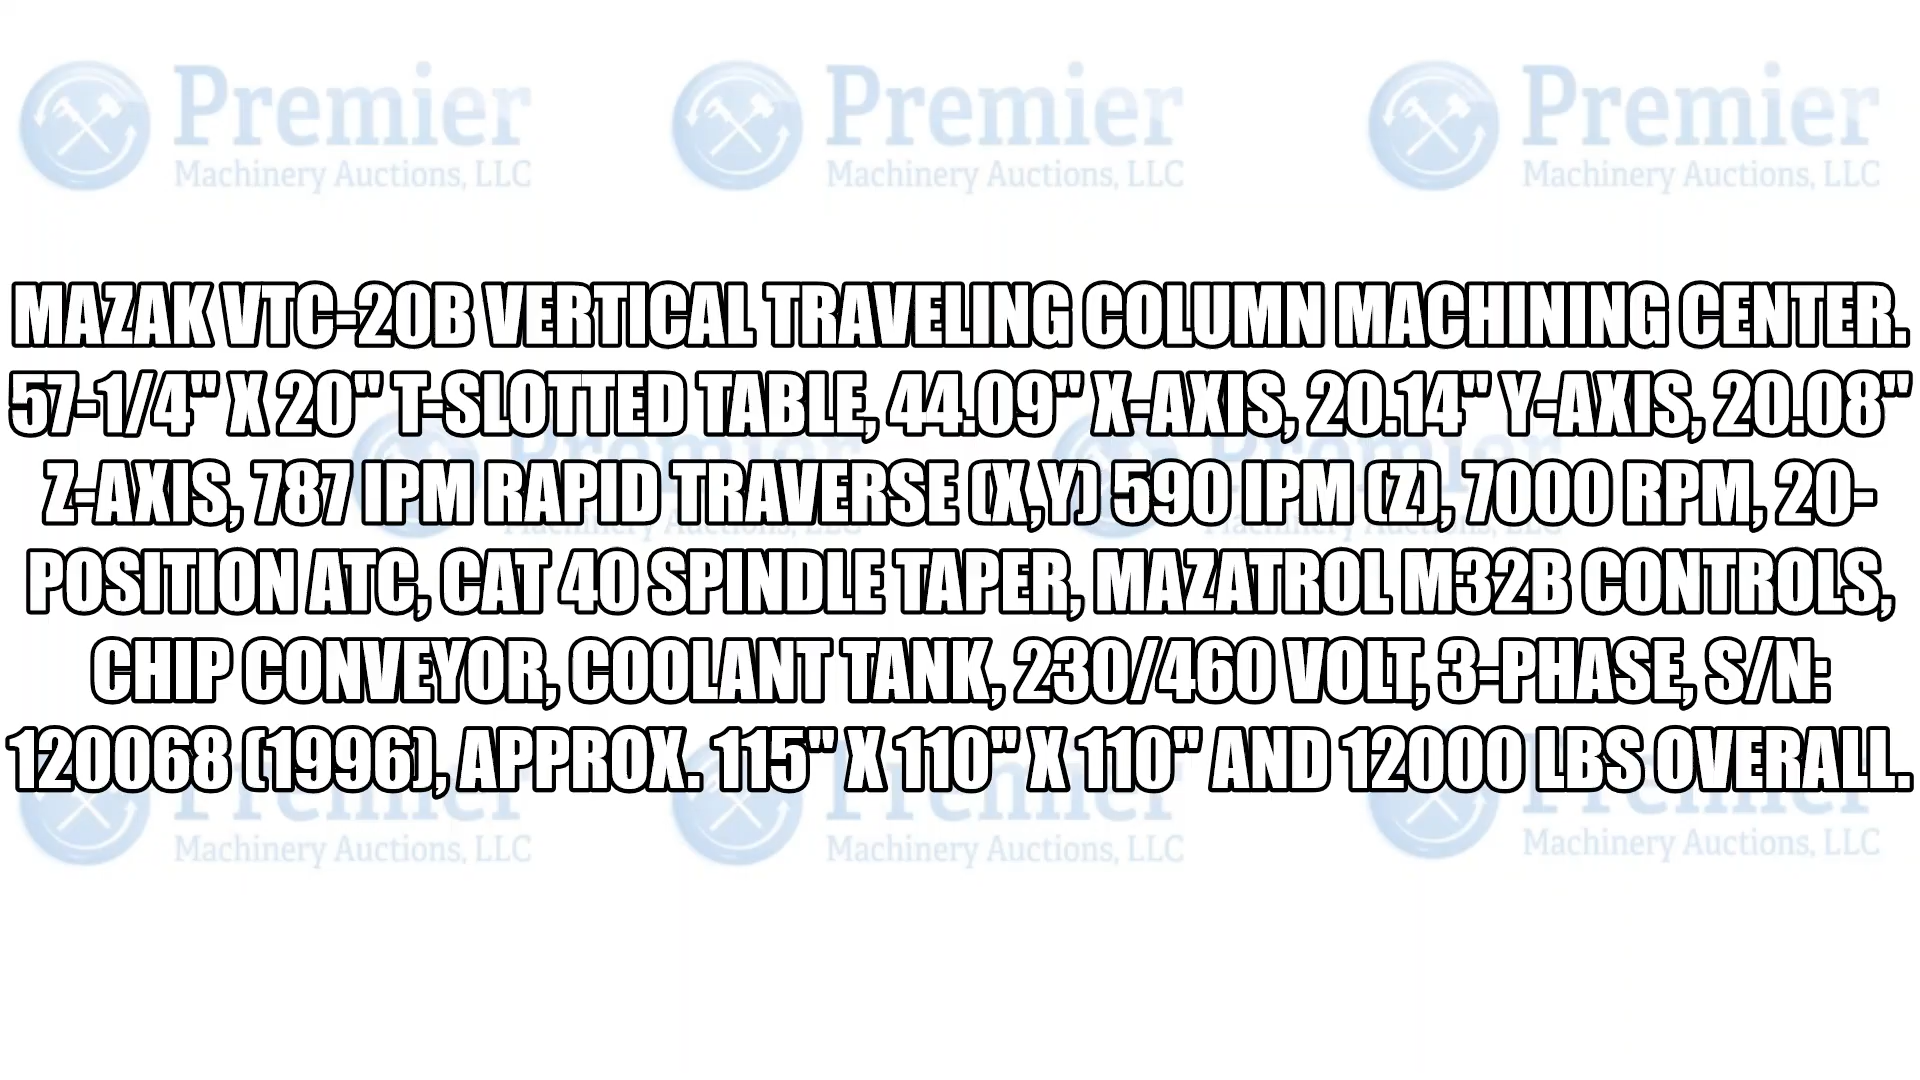 Premier Premier Premier
Machinery Auctions, LLC Machinery Auctions, LLC Machinery Auctions, LLC
MAZAK VTC-20B VERTICAL TRAVELING COLUMN MACHINING CENTER.
57-1/4" X 20" T-SLOTTED TABLE, 44.09" X-AXIS, 20.14" Y-AXIS, 20.08"
Z-AXIS, 787 IPM RAPID TRAVERSE (X,Y) 590 IPM (Z), 7000 RPM, 20-
POSITION ATC, CAT 40 SPINDLE TAPER, MAZATROL M32B CONTROLS,
CHIP CONVEYOR, COOLANT TANK, 230/460 VOLT, 3-PHASE, S/N:
120068 (1996), APPROX. 115" X 110" X 110" AND 12000 LBS OVERALL.
Machinery Auctions, LLC Machinery Auctions, LLC Machinery Auctions, LLC